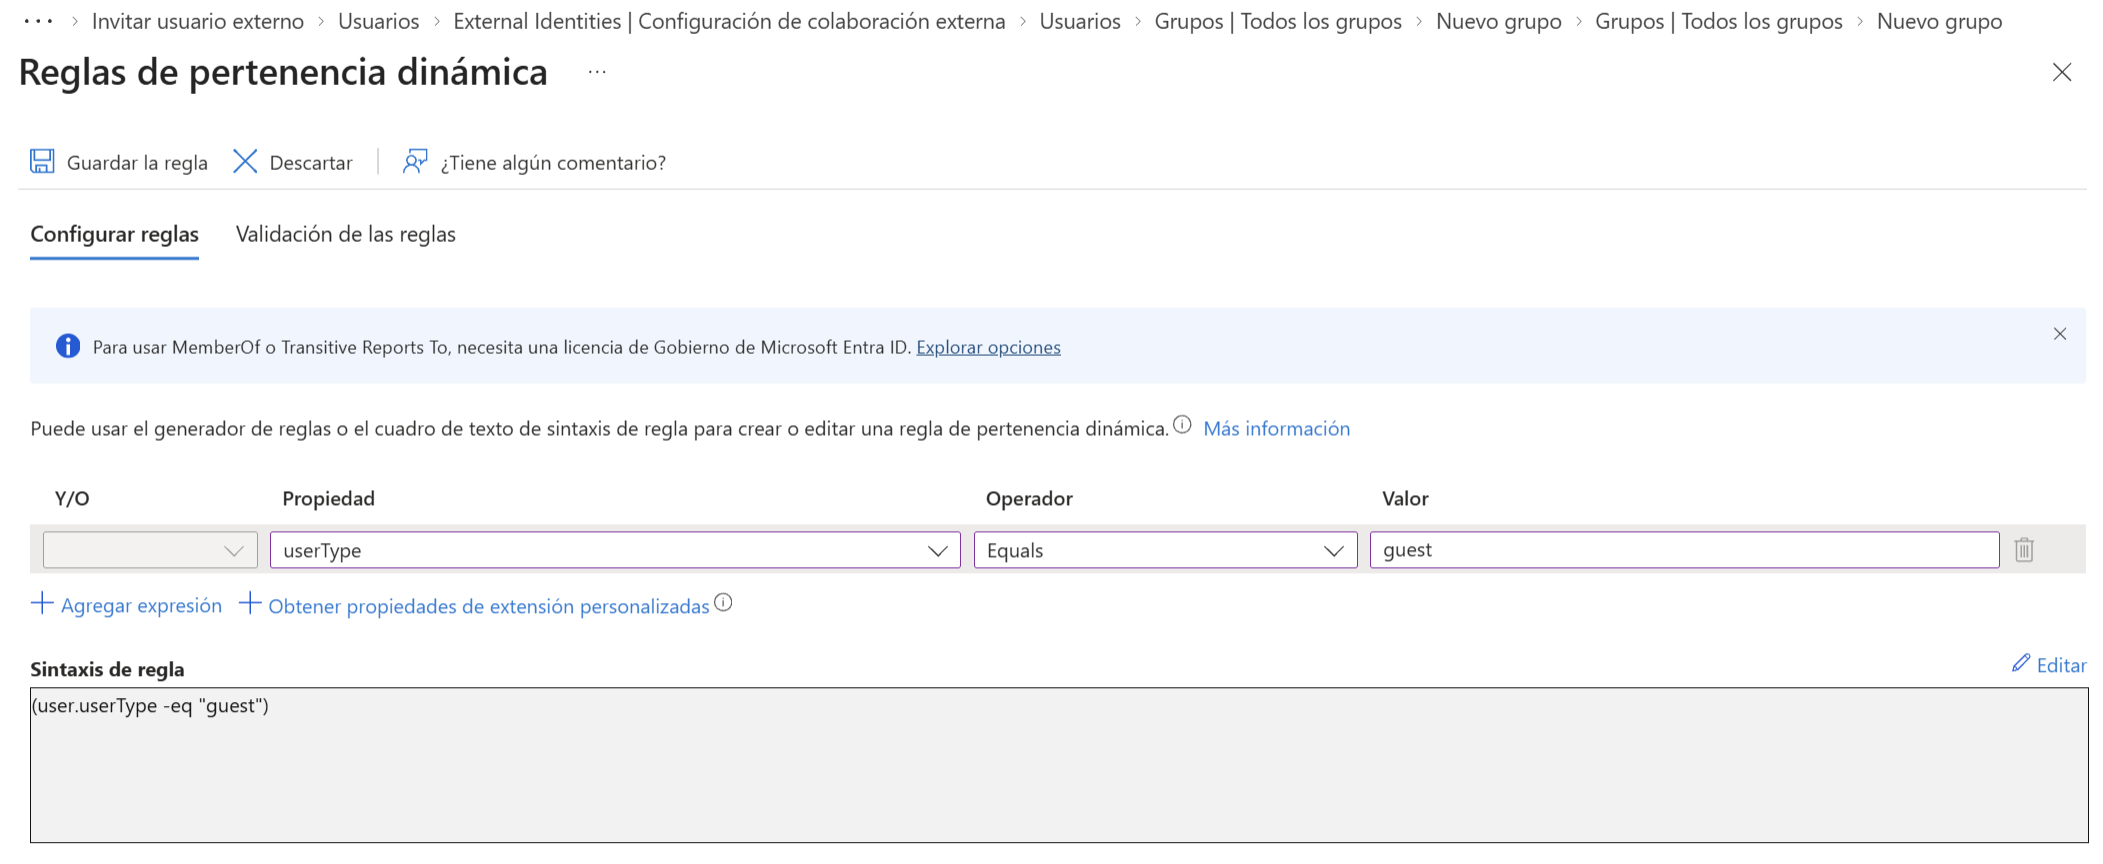 ··· > Invitar usuario externo > Usuarios > External Identities | Configuración de colaboración externa > Usuarios > Grupos | Todos los grupos > Nuevo grupo > Grupos | Todos los grupos > Nuevo grupo
Reglas de pertenencia dinámica ···
Guardar la regla Descartar ¿Tiene algún comentario?
Configurar reglas Validación de las reglas
Para usar MemberOf o Transitive Reports To, necesita una licencia de Gobierno de Microsoft Entra ID. Explorar opciones
Puede usar el generador de reglas o el cuadro de texto de sintaxis de regla para crear o editar una regla de pertenencia dinámica. Más información
Y/O Propiedad Operador Valor
userType Equals guest
Agregar expresión Obtener propiedades de extensión personalizadas
Sintaxis de regla Editar
(user.userType -eq "guest")